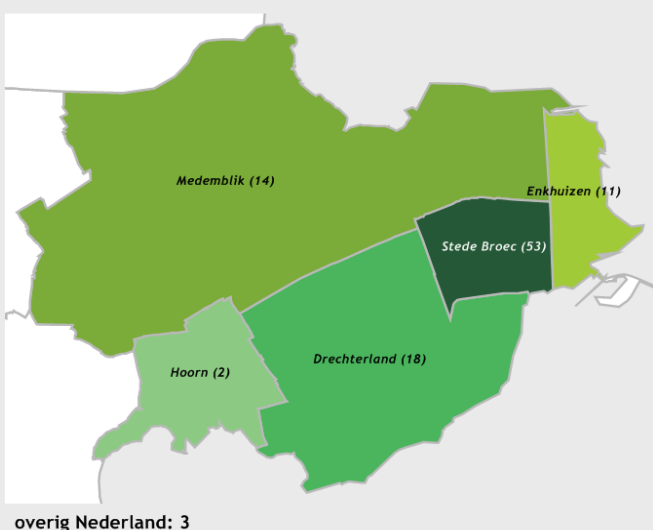 Medemblik (14)
Enkhuizen (11)
Stede Broec (53)
Drechterland (18)
Hoorn (2)
overig Nederland: 3